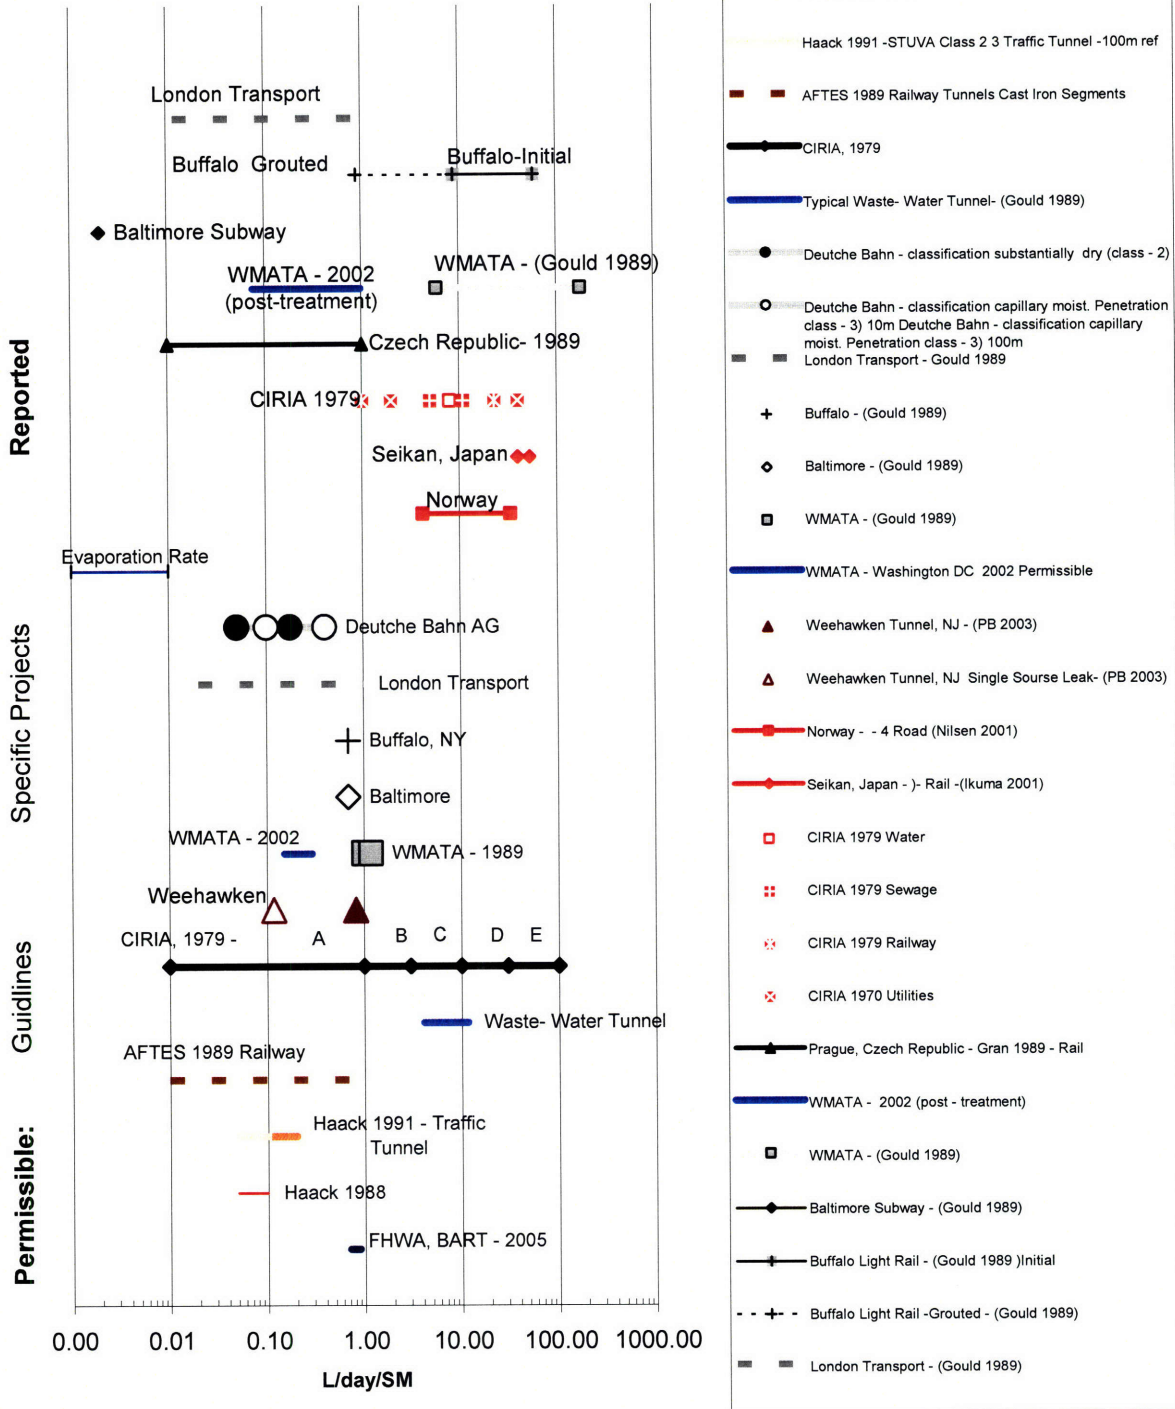 London Transport
Buffalo Grouted
Buffalo-Initial
Baltimore Subway
WMATA - (Gould 1989)
WMATA - 2002
(post-treatment)
Czech Republic- 1989
CIRIA 1979
Seikan, Japan
Norway
Reported
Evaporation Rate
Deutche Bahn AG
London Transport
Buffalo, NY
Baltimore
WMATA - 2002
WMATA - 1989
Weehawken
Specific Projects
CIRIA, 1979 - A B C D E
Waste- Water Tunnel
AFTES 1989 Railway
Guidlines
Haack 1991 - Traffic
Tunnel
Haack 1988
FHWA, BART - 2005
Permissible:
0.00 0.01 0.10 1.00 10.00 100.00 1000.00
L/day/SM
Haack 1991 -STUVA Class 2 3 Traffic Tunnel -100m ref
AFTES 1989 Railway Tunnels Cast Iron Segments
CIRIA, 1979
Typical Waste- Water Tunnel- (Gould 1989)
Deutche Bahn - classification substantially dry (class - 2)
Deutche Bahn - classification capillary moist. Penetration
class - 3) 10m Deutche Bahn - classification capillary
moist. Penetration class - 3) 100m
London Transport - Gould 1989
Buffalo - (Gould 1989)
Baltimore - (Gould 1989)
WMATA - (Gould 1989)
WMATA - Washington DC 2002 Permissible
Weehawken Tunnel, NJ - (PB 2003)
Weehawken Tunnel, NJ Single Sourse Leak- (PB 2003)
Norway - - 4 Road (Nilsen 2001)
Seikan, Japan - )- Rail -(Ikuma 2001)
CIRIA 1979 Water
CIRIA 1979 Sewage
CIRIA 1979 Railway
CIRIA 1970 Utilities
Prague, Czech Republic - Gran 1989 - Rail
WMATA - 2002 (post - treatment)
WMATA - (Gould 1989)
Baltimore Subway - (Gould 1989)
Buffalo Light Rail - (Gould 1989 )Initial
Buffalo Light Rail -Grouted - (Gould 1989)
London Transport - (Gould 1989)